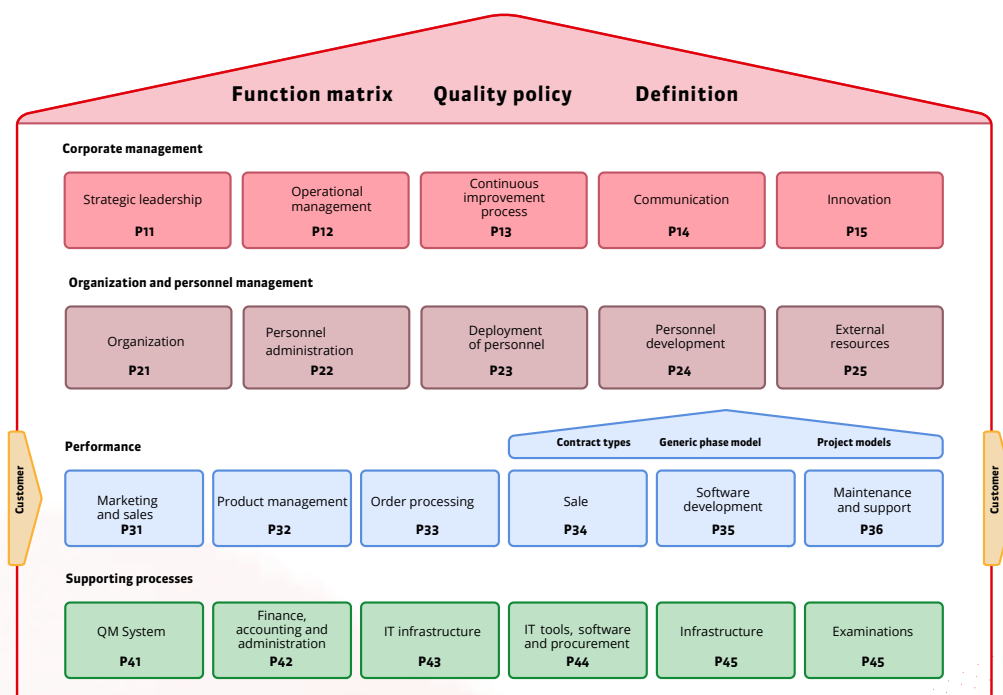 Function matrix Quality policy Definition
Corporate management
Strategic leadership
P11
Operational
management
P12
Continuous
improvement
process
P13
Communication
P14
Innovation
P15
Organization and personnel management
Organization
P21
Personnel
administration
P22
Deployment
of personnel
P23
Personnel
development
P24
External
resources
P25
Customer
Performance
Contract types Generic phase model Project models
Marketing
and sales
P31
Product management
P32
Order processing
P33
Sale
P34
Software
development
P35
Maintenance
and support
P36
Customer
Supporting processes
QM System
P41
Finance,
accounting and
administration
P42
IT infrastructure
P43
IT tools, software
and procurement
P44
Infrastructure
P45
Examinations
P45